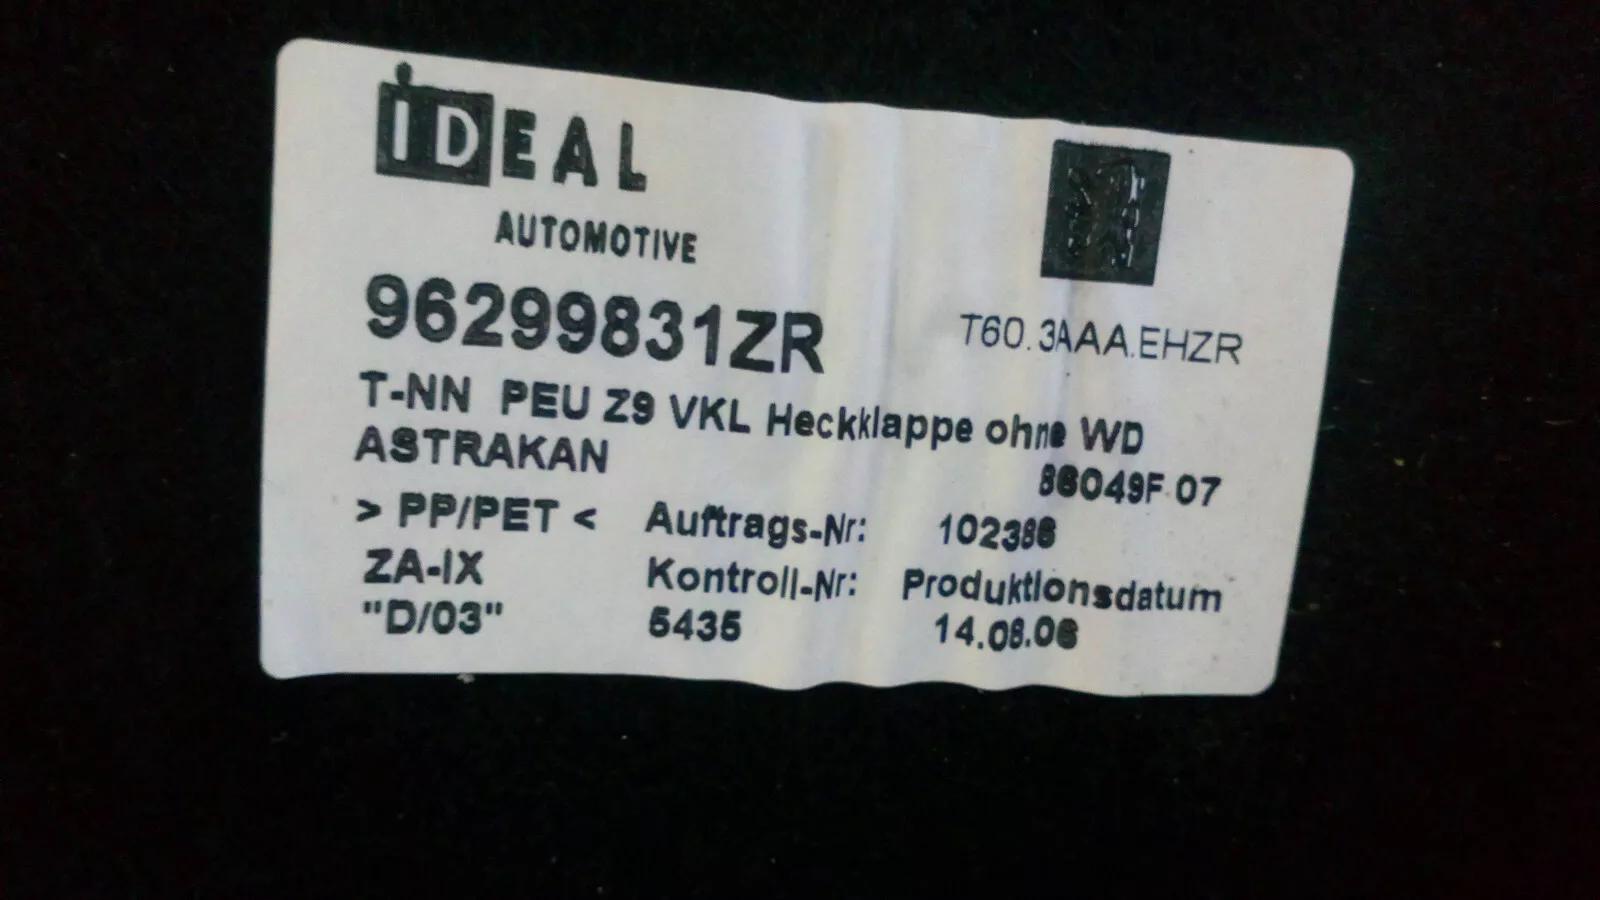 iDEAL
AUTOMOTIVE
96299831ZR
T60.3AAA.EHZR
T-NN PEU Z9 VKL Heckklappe ohne WD
ASTRAKAN
86049F 07
> PP/PET < Auftrags-Nr: 102386
ZA-IX Kontroll-Nr: Produktionsdatum
"D/03" 5435 14.08.06